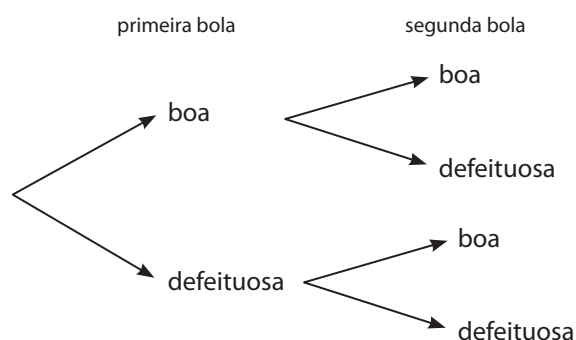 primeira bola
segunda bola
boa
boa
defeituosa
defeituosa
boa
defeituosa